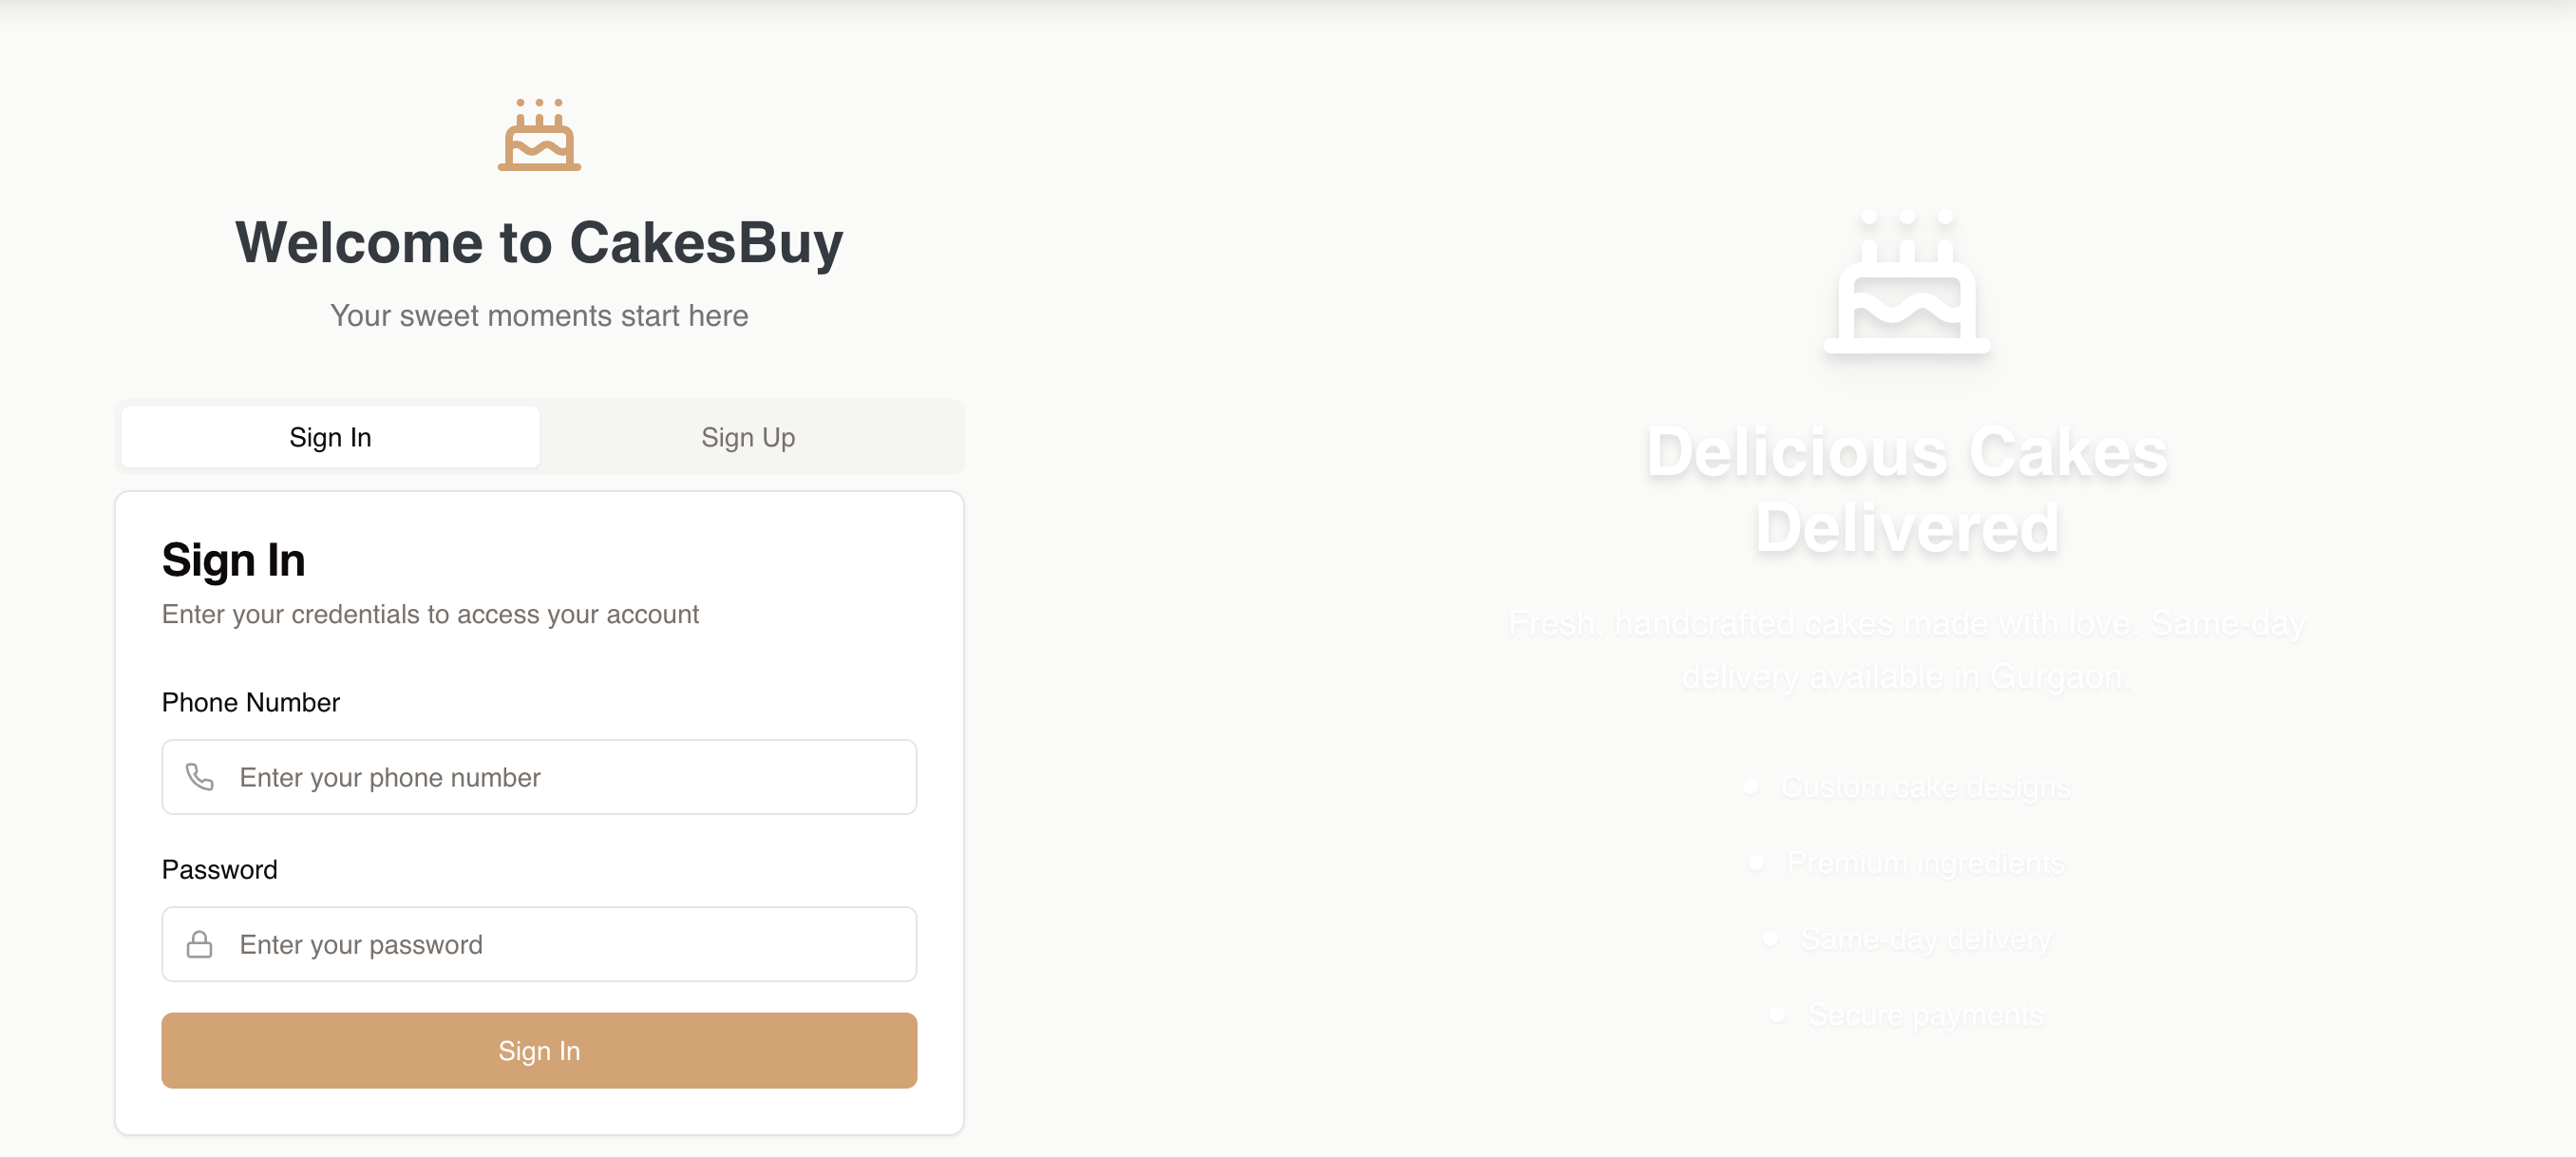 Welcome to CakesBuy
Your sweet moments start here
Sign In
Sign Up
Sign In
Enter your credentials to access your account
Phone Number
Enter your phone number
Password
Enter your password
Sign In
Delicious Cakes
Delivered
Fresh, handcrafted cakes made with love. Same-day
delivery available in Gurgaon.
Custom cake designs
Premium ingredients
Same-day delivery
Secure payments